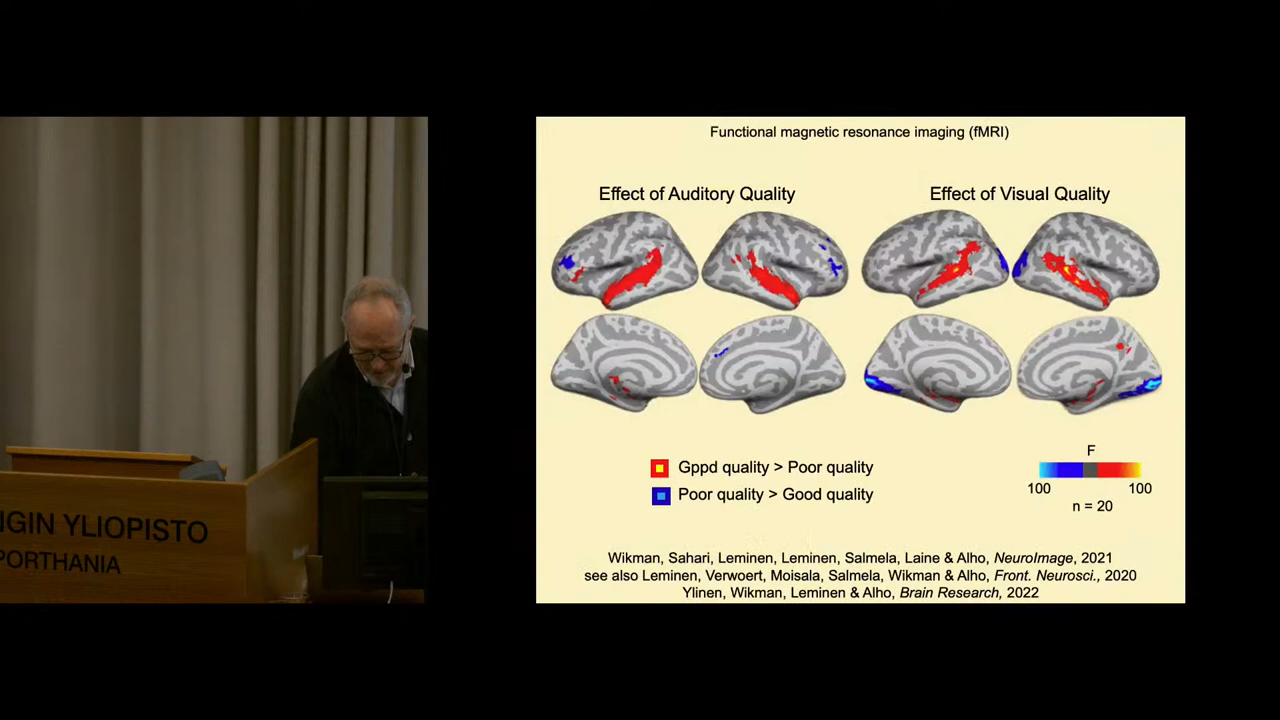 IGIN YLIOPISTO
PORTHANIA
Functional magnetic resonance imaging (fMRI)
Effect of Auditory Quality
Effect of Visual Quality
Gppd quality > Poor quality
Poor quality > Good quality
F
100 100
n = 20
Wikman, Sahari, Leminen, Leminen, Salmela, Laine & Alho, NeuroImage, 2021
see also Leminen, Verwoert, Moisala, Salmela, Wikman & Alho, Front. Neurosci., 2020
Ylinen, Wikman, Leminen & Alho, Brain Research, 2022